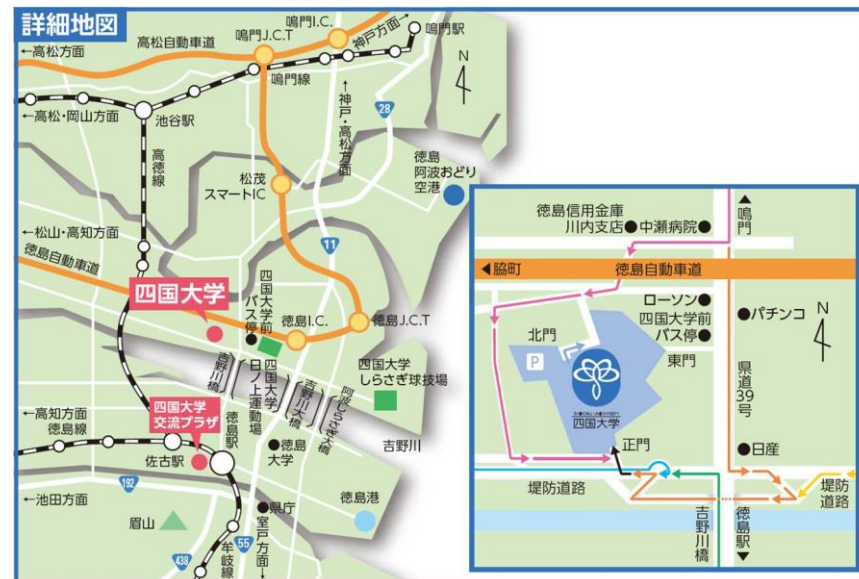 詳細地図
鳴門I.C.
鳴門J.C.T
神戸方面→
鳴門駅
高松自動車道
←高松方面
鳴門線
N
←高松・岡山方面
池谷駅
←神戸・高松方面
28
高徳線
徳島
阿波おどり
空港
松茂
スマートIC
←松山・高知方面
徳島自動車道
11
四国大学
四国大学前
バス停
徳島I.C.
徳島J.C.T
吉野川橋
四国大学
日ノ上運動場
吉野川大橋
阿波しらさぎ大橋
四国大学
しらさぎ球技場
←高知方面
徳島線
四国大学
交流プラザ
徳島駅
徳島
大学
吉野川
佐古駅
192
←池田方面
県庁
徳島港
眉山
室戸方面→
55
438
牟岐線
▲鳴門
徳島信用金庫
川内支店
中瀬病院
◀脇町
徳島自動車道
ローソン
四国大学前
バス停
パチンコ
N
北門
P
東門
県道39号
四国大学
正門
日産
堤防道路
堤防
道路
吉野川橋
徳島駅▼